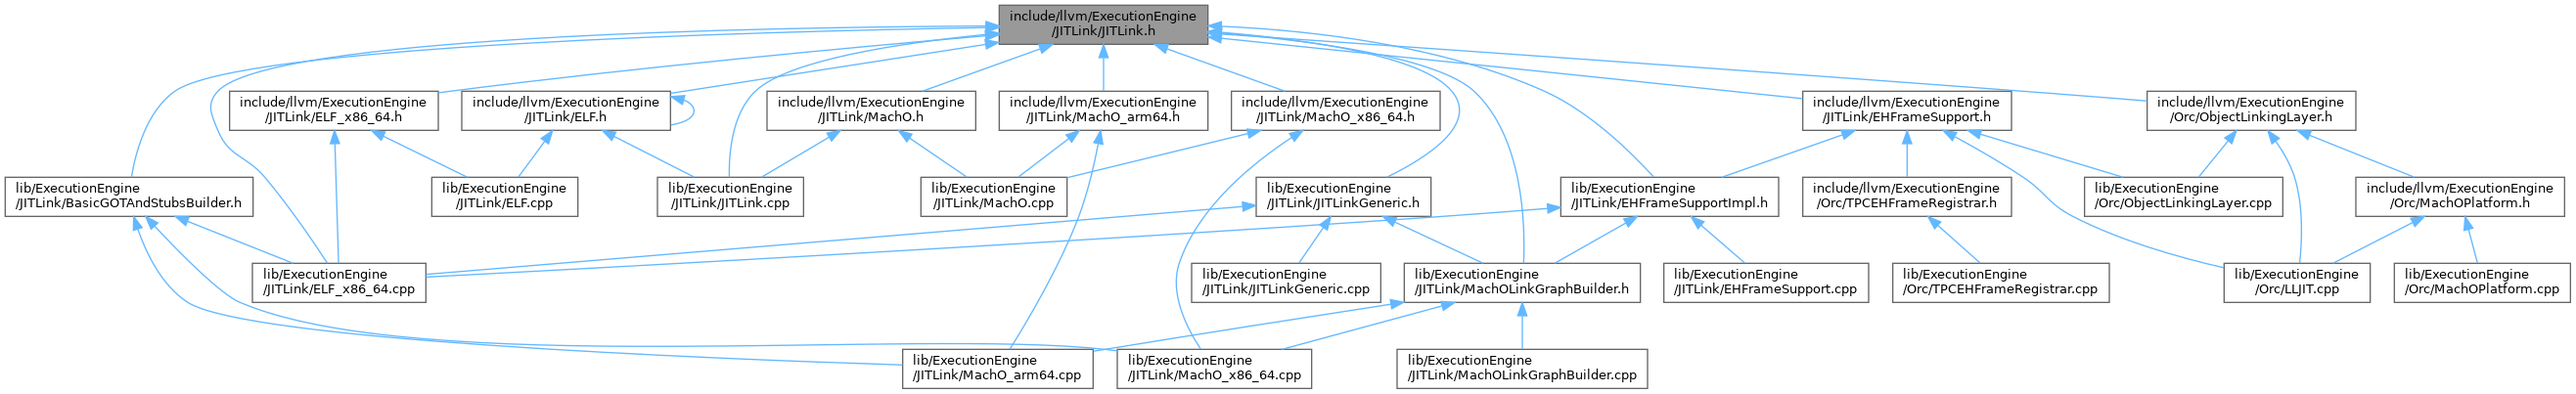 include/llvm/ExecutionEngine
/JITLink/JITLink.h
include/llvm/ExecutionEngine
/JITLink/ELF_x86_64.h
include/llvm/ExecutionEngine
/JITLink/ELF.h
include/llvm/ExecutionEngine
/JITLink/MachO.h
include/llvm/ExecutionEngine
/JITLink/MachO_arm64.h
include/llvm/ExecutionEngine
/JITLink/MachO_x86_64.h
include/llvm/ExecutionEngine
/JITLink/EHFrameSupport.h
include/llvm/ExecutionEngine
/Orc/ObjectLinkingLayer.h
lib/ExecutionEngine
/JITLink/BasicGOTAndStubsBuilder.h
lib/ExecutionEngine
/JITLink/ELF.cpp
lib/ExecutionEngine
/JITLink/JITLink.cpp
lib/ExecutionEngine
/JITLink/MachO.cpp
lib/ExecutionEngine
/JITLink/JITLinkGeneric.h
lib/ExecutionEngine
/JITLink/EHFrameSupportImpl.h
include/llvm/ExecutionEngine
/Orc/TPCEHFrameRegistrar.h
lib/ExecutionEngine
/Orc/ObjectLinkingLayer.cpp
include/llvm/ExecutionEngine
/Orc/MachOPlatform.h
lib/ExecutionEngine
/JITLink/ELF_x86_64.cpp
lib/ExecutionEngine
/JITLink/JITLinkGeneric.cpp
lib/ExecutionEngine
/JITLink/MachOLinkGraphBuilder.h
lib/ExecutionEngine
/JITLink/EHFrameSupport.cpp
lib/ExecutionEngine
/Orc/TPCEHFrameRegistrar.cpp
lib/ExecutionEngine
/Orc/LLJIT.cpp
lib/ExecutionEngine
/Orc/MachOPlatform.cpp
lib/ExecutionEngine
/JITLink/MachO_arm64.cpp
lib/ExecutionEngine
/JITLink/MachO_x86_64.cpp
lib/ExecutionEngine
/JITLink/MachOLinkGraphBuilder.cpp